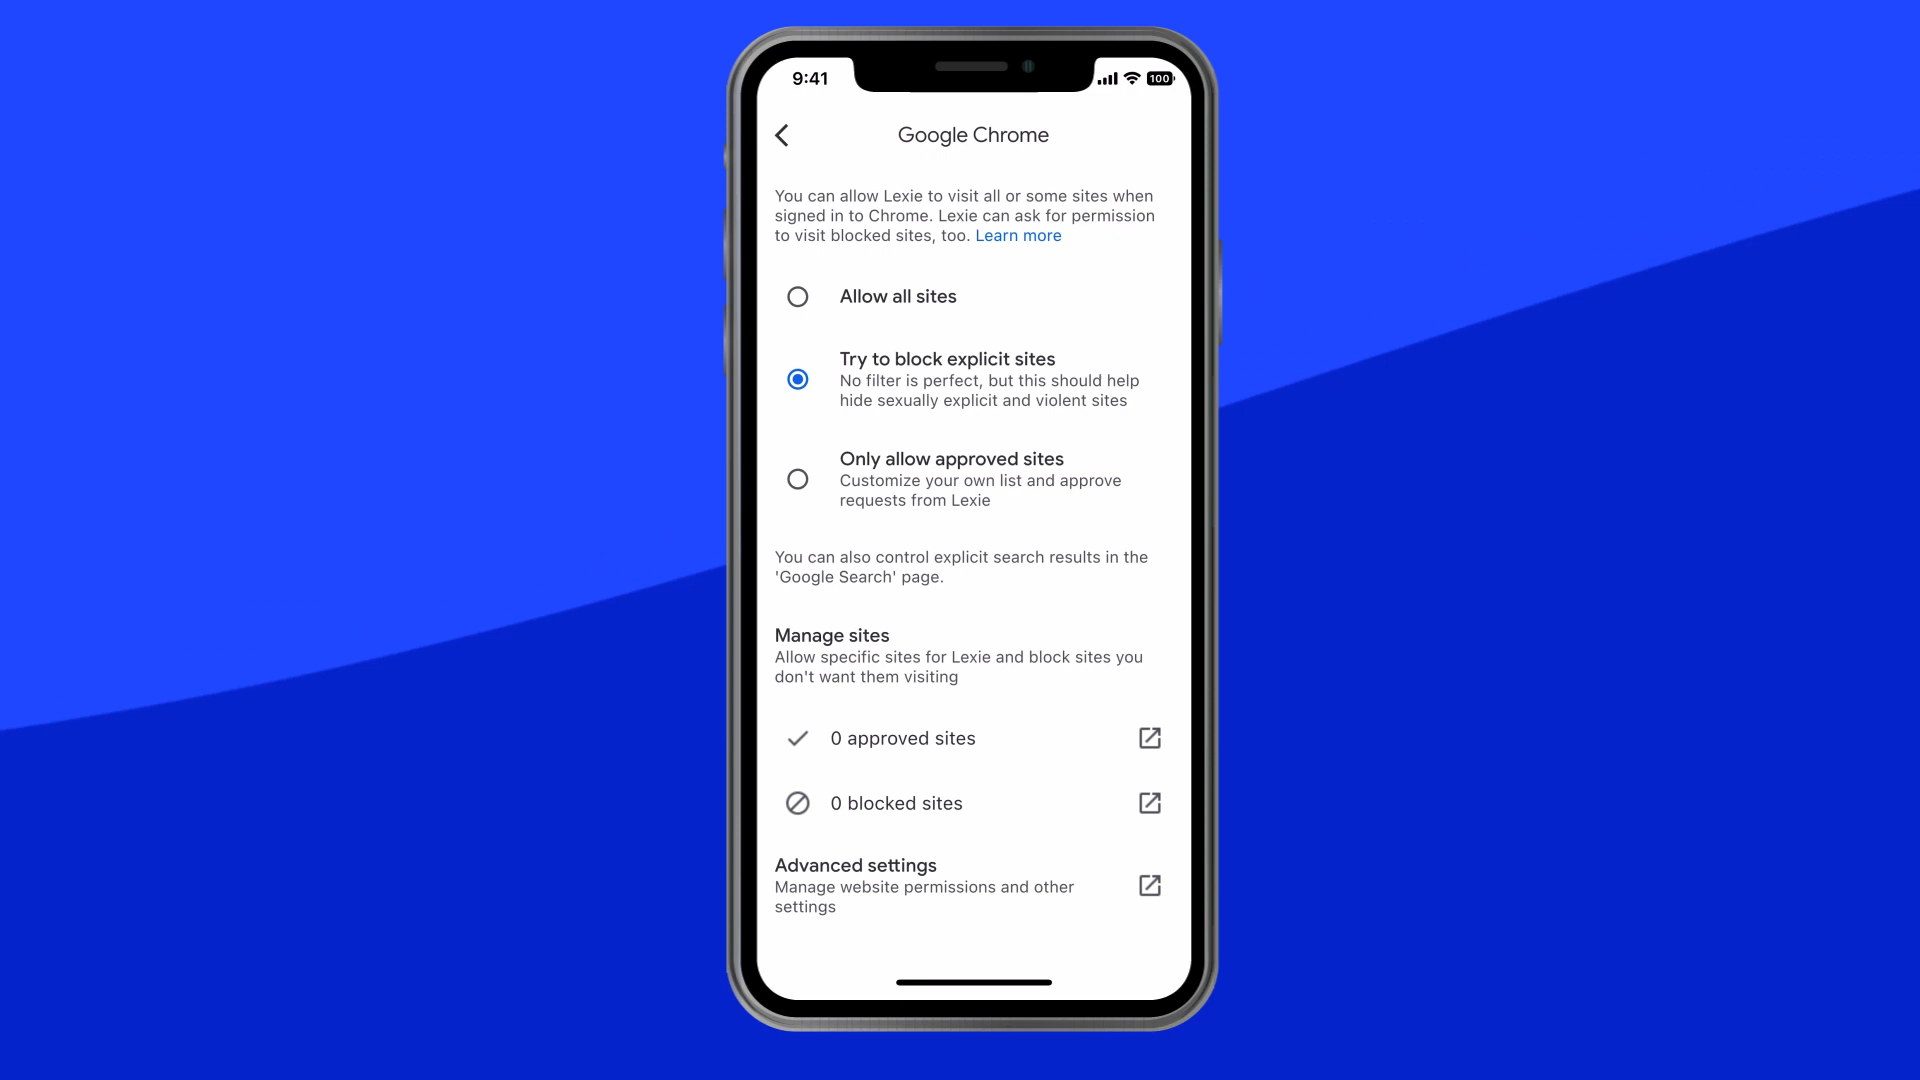 9:41
100
Google Chrome
You can allow Lexie to visit all or some sites when
signed in to Chrome. Lexie can ask for permission
to visit blocked sites, too. Learn more
Allow all sites
Try to block explicit sites
No filter is perfect, but this should help
hide sexually explicit and violent sites
Only allow approved sites
Customize your own list and approve
requests from Lexie
You can also control explicit search results in the
'Google Search' page.
Manage sites
Allow specific sites for Lexie and block sites you
don't want them visiting
0 approved sites
0 blocked sites
Advanced settings
Manage website permissions and other
settings